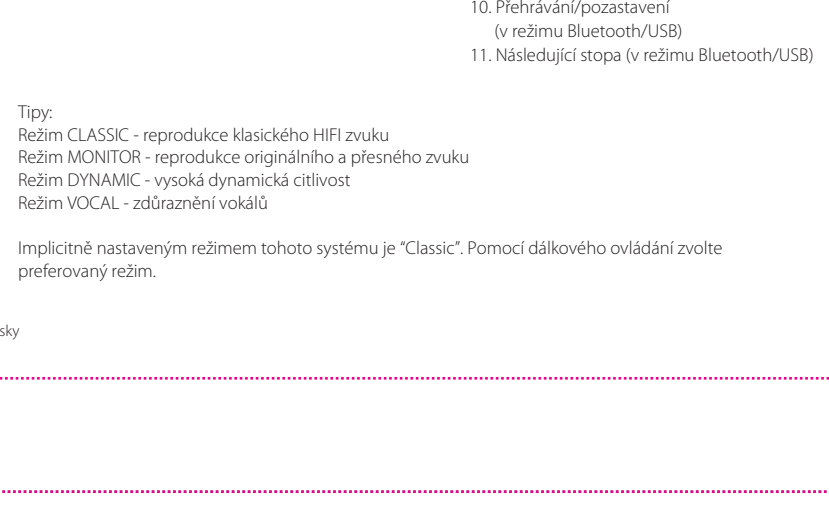 10. Přehrávání/pozastavení
(v režimu Bluetooth/USB)
11. Následující stopa (v režimu Bluetooth/USB)
Tipy:
Režim CLASSIC - reprodukce klasického HIFI zvuku
Režim MONITOR - reprodukce originálního a přesného zvuku
Režim DYNAMIC - vysoká dynamická citlivost
Režim VOCAL - zdůraznění vokálů
Implicitně nastaveným režimem tohoto systému je “Classic”. Pomocí dálkového ovládání zvolte
preferovaný režim.
sky